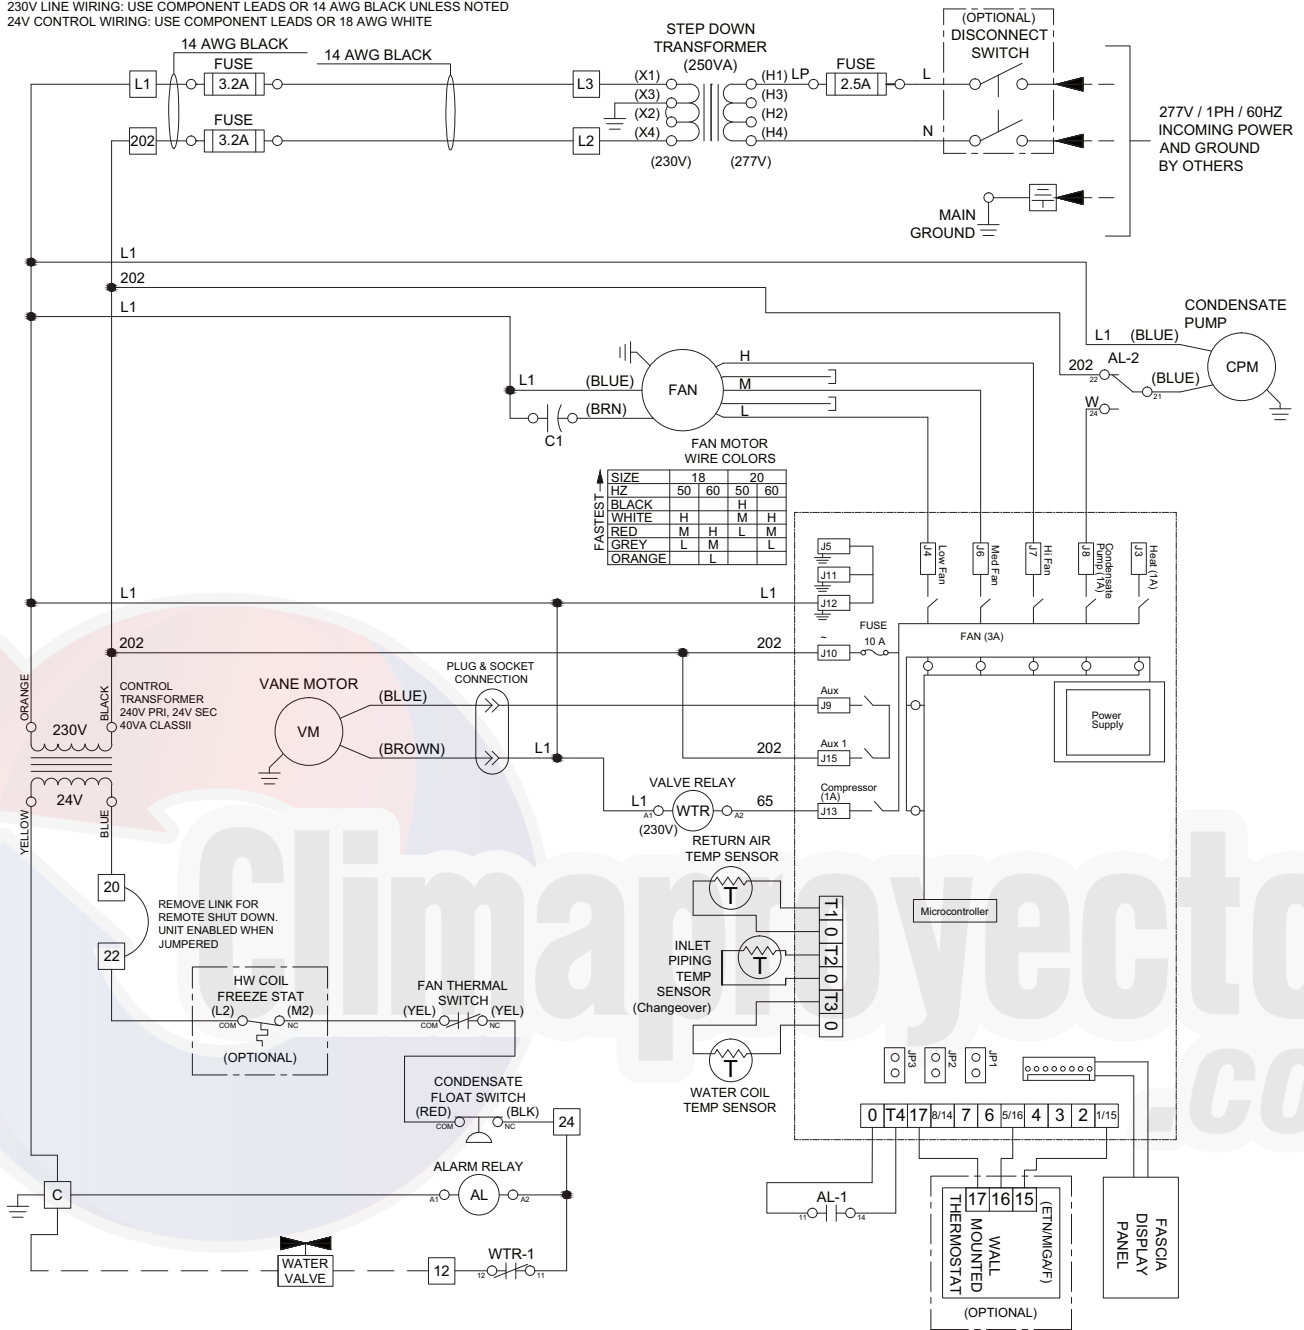 230V LINE WIRING: USE COMPONENT LEADS OR 14 AWG BLACK UNLESS NOTED
24V CONTROL WIRING: USE COMPONENT LEADS OR 18 AWG WHITE
14 AWG BLACK
14 AWG BLACK
L1
FUSE
3.2A
202
FUSE
3.2A
L3
L2
STEP DOWN
TRANSFORMER
(250VA)
(X1)
(X3)
(X2)
(X4)
(230V)
(H1)
(H3)
(H2)
(H4)
(277V)
LP
FUSE
2.5A
L
N
(OPTIONAL)
DISCONNECT
SWITCH
277V / 1PH / 60HZ
INCOMING POWER
AND GROUND
BY OTHERS
MAIN
GROUND
L1
202
L1
CONDENSATE
PUMP
L1 (BLUE)
202 AL-2
22
(BLUE)
21
W
24
CPM
L1 (BLUE)
(BRN)
C1
FAN
H
M
L
FAN MOTOR
WIRE COLORS
FASTEST
SIZE 18 20
HZ 50 60 50 60
BLACK H
WHITE H M H
RED M H L M
GREY L M L
ORANGE L
J5
J11
J12
J4
Low Fan
J6
Med Fan
J7
Hi Fan
J8
Condensate
Pump (1A)
J3
Heat (1A)
L1
L1
202
202
~
J10
FUSE
10 A
FAN (3A)
ORANGE
BLACK
CONTROL
TRANSFORMER
240V PRI, 24V SEC
40VA CLASSII
230V
24V
YELLOW
BLUE
VANE MOTOR
VM
(BLUE)
(BROWN)
PLUG & SOCKET
CONNECTION
L1
Aux
J9
202
Aux 1
J15
Power
Supply
VALVE RELAY
L1
A1
WTR
A2
65
(230V)
Compressor
(1A)
J13
RETURN AIR
TEMP SENSOR
T
INLET
PIPING
TEMP
SENSOR
(Changeover)
T
T
WATER COIL
TEMP SENSOR
T1
0
T2
0
T3
0
Microcontroller
20
22
REMOVE LINK FOR
REMOTE SHUT DOWN.
UNIT ENABLED WHEN
JUMPERED
HW COIL
FREEZE STAT
(L2) (M2)
COM NC
(OPTIONAL)
FAN THERMAL
SWITCH
(YEL) (YEL)
COM NC
CONDENSATE
FLOAT SWITCH
(RED) (BLK)
COM NC
24
ALARM RELAY
A1 AL A2
C
WATER
VALVE
12
WTR-1
12 11
JP3
JP2
JP1
0 T4 17 8/14 7 6 5/16 4 3 2 1/15
AL-1
11 14
17 16 15
(ETN/MIGA/F)
WALL
MOUNTED
THERMOSTAT
(OPTIONAL)
FASCIA
DISPLAY
PANEL
Climaproyecto
.co